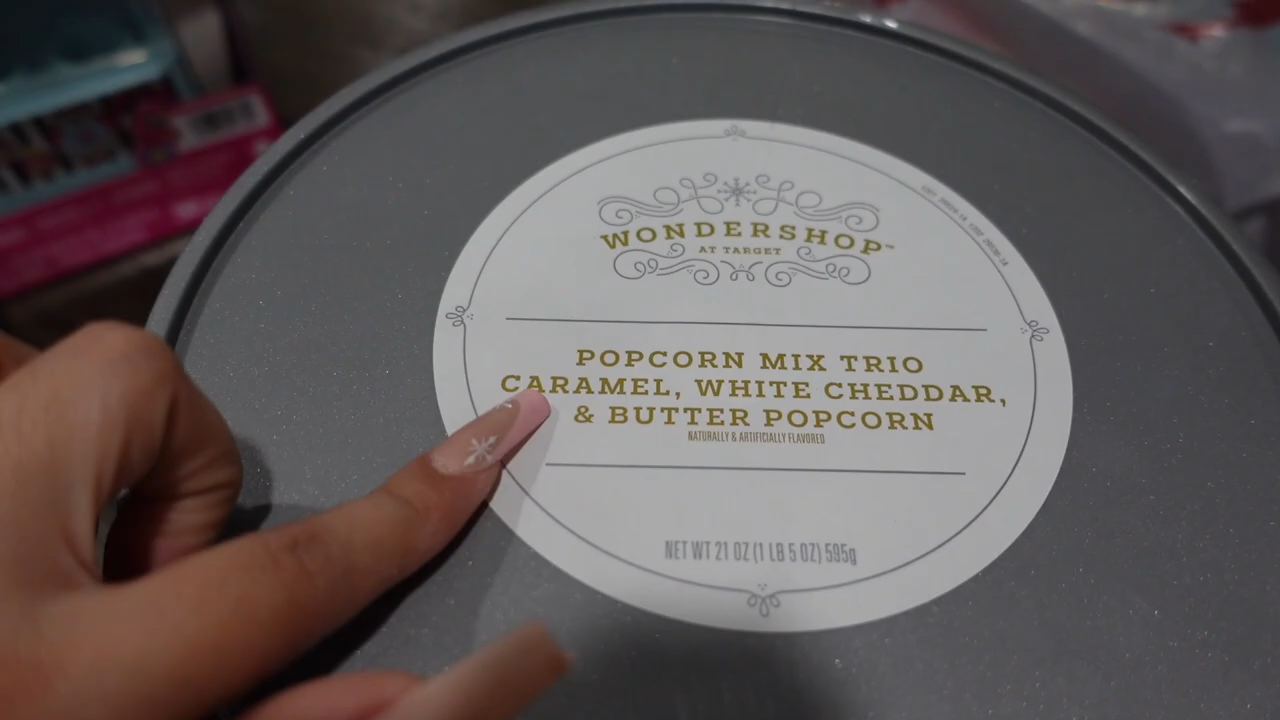 WONDERSHOP™
AT TARGET
POPCORN MIX TRIO
CARAMEL, WHITE CHEDDAR,
& BUTTER POPCORN
NATURALLY & ARTIFICIALLY FLAVORED
NET WT 21 OZ (1 LB 5 OZ) 595g